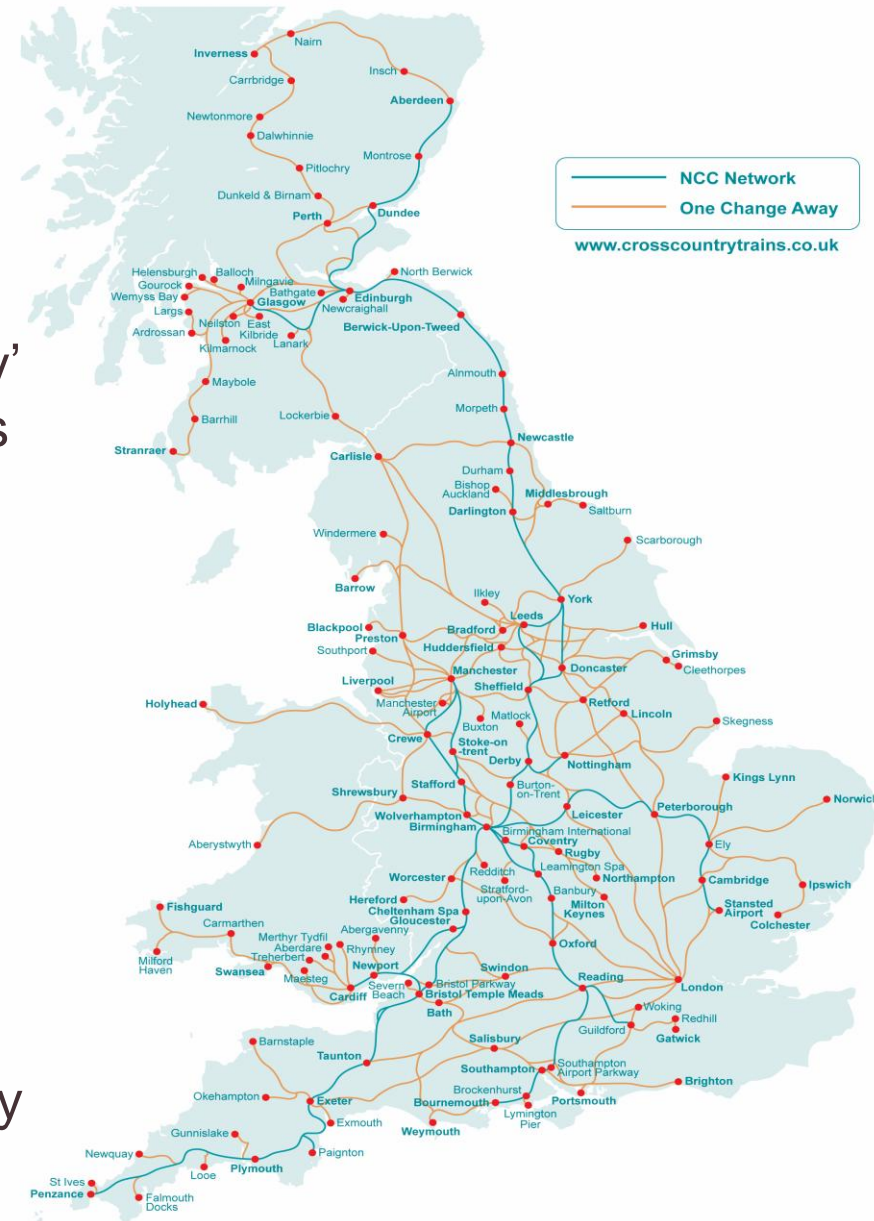 Nairn
Inverness
Insch
Carrbridge
Aberdeen
Newtonmore
Dalwhinnie
Montrose
Pitlochry
NCC Network
One Change Away
www.crosscountrytrains.co.uk
Dunkeld & Birnam
Dundee
Perth
Helensburgh
Balloch
North Berwick
Gourock
Milngavie
Wemyss Bay
Bathgate
Edinburgh
Glasgow
Newcraighall
Largs
Neilston
East
Kilbride
Berwick-Upon-Tweed
Ardrossan
Kilmarnock
Lanark
y’
Alnmouth
Maybole
Morpeth
Barrhill
Lockerbie
s
Newcastle
Stranraer
Carlisle
Durham
Bishop
Auckland
Middlesbrough
Darlington
Saltburn
Windermere
Scarborough
Barrow
Ilkley
York
Leeds
Blackpool
Bradford
Hull
Preston
Huddersfield
Southport
Grimsby
Cleethorpes
Manchester
Doncaster
Liverpool
Sheffield
Holyhead
Manchester
Airport
Retford
Matlock
Lincoln
Buxton
Skegness
Crewe
Stoke-on
-trent
Derby
Nottingham
Kings Lynn
Stafford
Burton-
on-Trent
Shrewsbury
Leicester
Peterborough
Norwich
Wolverhampton
Birmingham
Birmingham International
Coventry
Aberystwyth
Rugby
Ely
Leamington Spa
Redditch
Worcester
Northampton
Cambridge
Stratford-
upon-Avon
Ipswich
Banbury
Hereford
Milton
Keynes
Stansted
Airport
Fishguard
Cheltenham Spa
Colchester
Gloucester
Carmarthen
Abergavenny
Merthyr Tydfil
Oxford
Aberdare
Rhymney
Treherbert
Milford
Haven
Swansea
Newport
Swindon
Maesteg
Reading
London
Cardiff
Severn
Beach
Bristol Parkway
Bristol Temple Meads
Bath
Woking
Redhill
Guildford
Gatwick
Barnstaple
Salisbury
Taunton
Southampton
Southampton
Airport Parkway
Brighton
Brockenhurst
Okehampton
Exeter
Bournemouth
Portsmouth
y
Lymington
Pier
Exmouth
Weymouth
Gunnislake
Newquay
Paignton
St Ives
Looe
Plymouth
Penzance
Falmouth
Docks